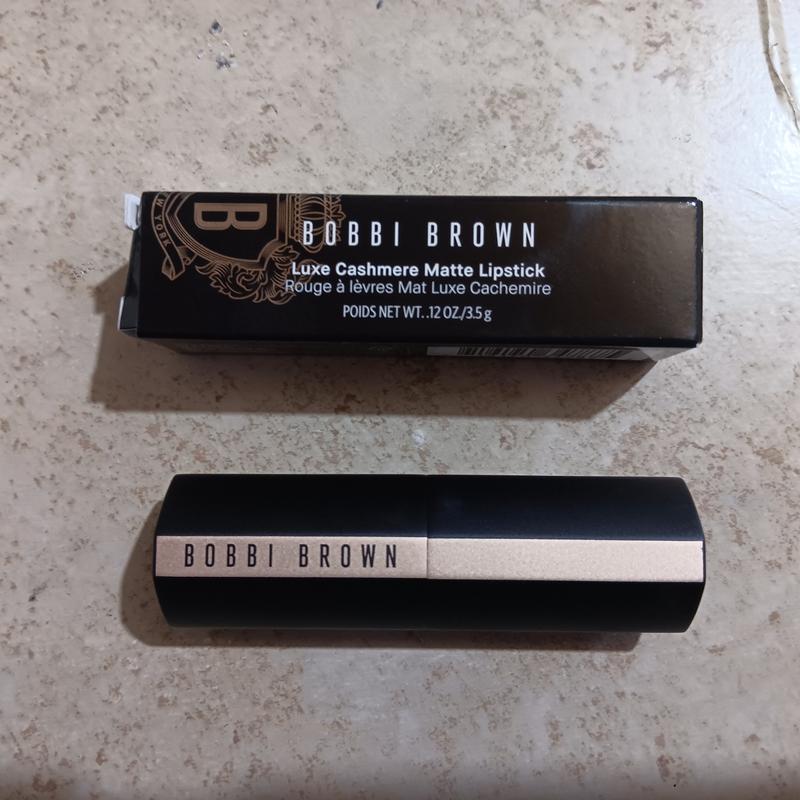 B
W YORK
BOBBI BROWN
Luxe Cashmere Matte Lipstick
Rouge à lèvres Mat Luxe Cachemire
POIDS NET WT. .12 OZ./3.5 g
BOBBI BROWN